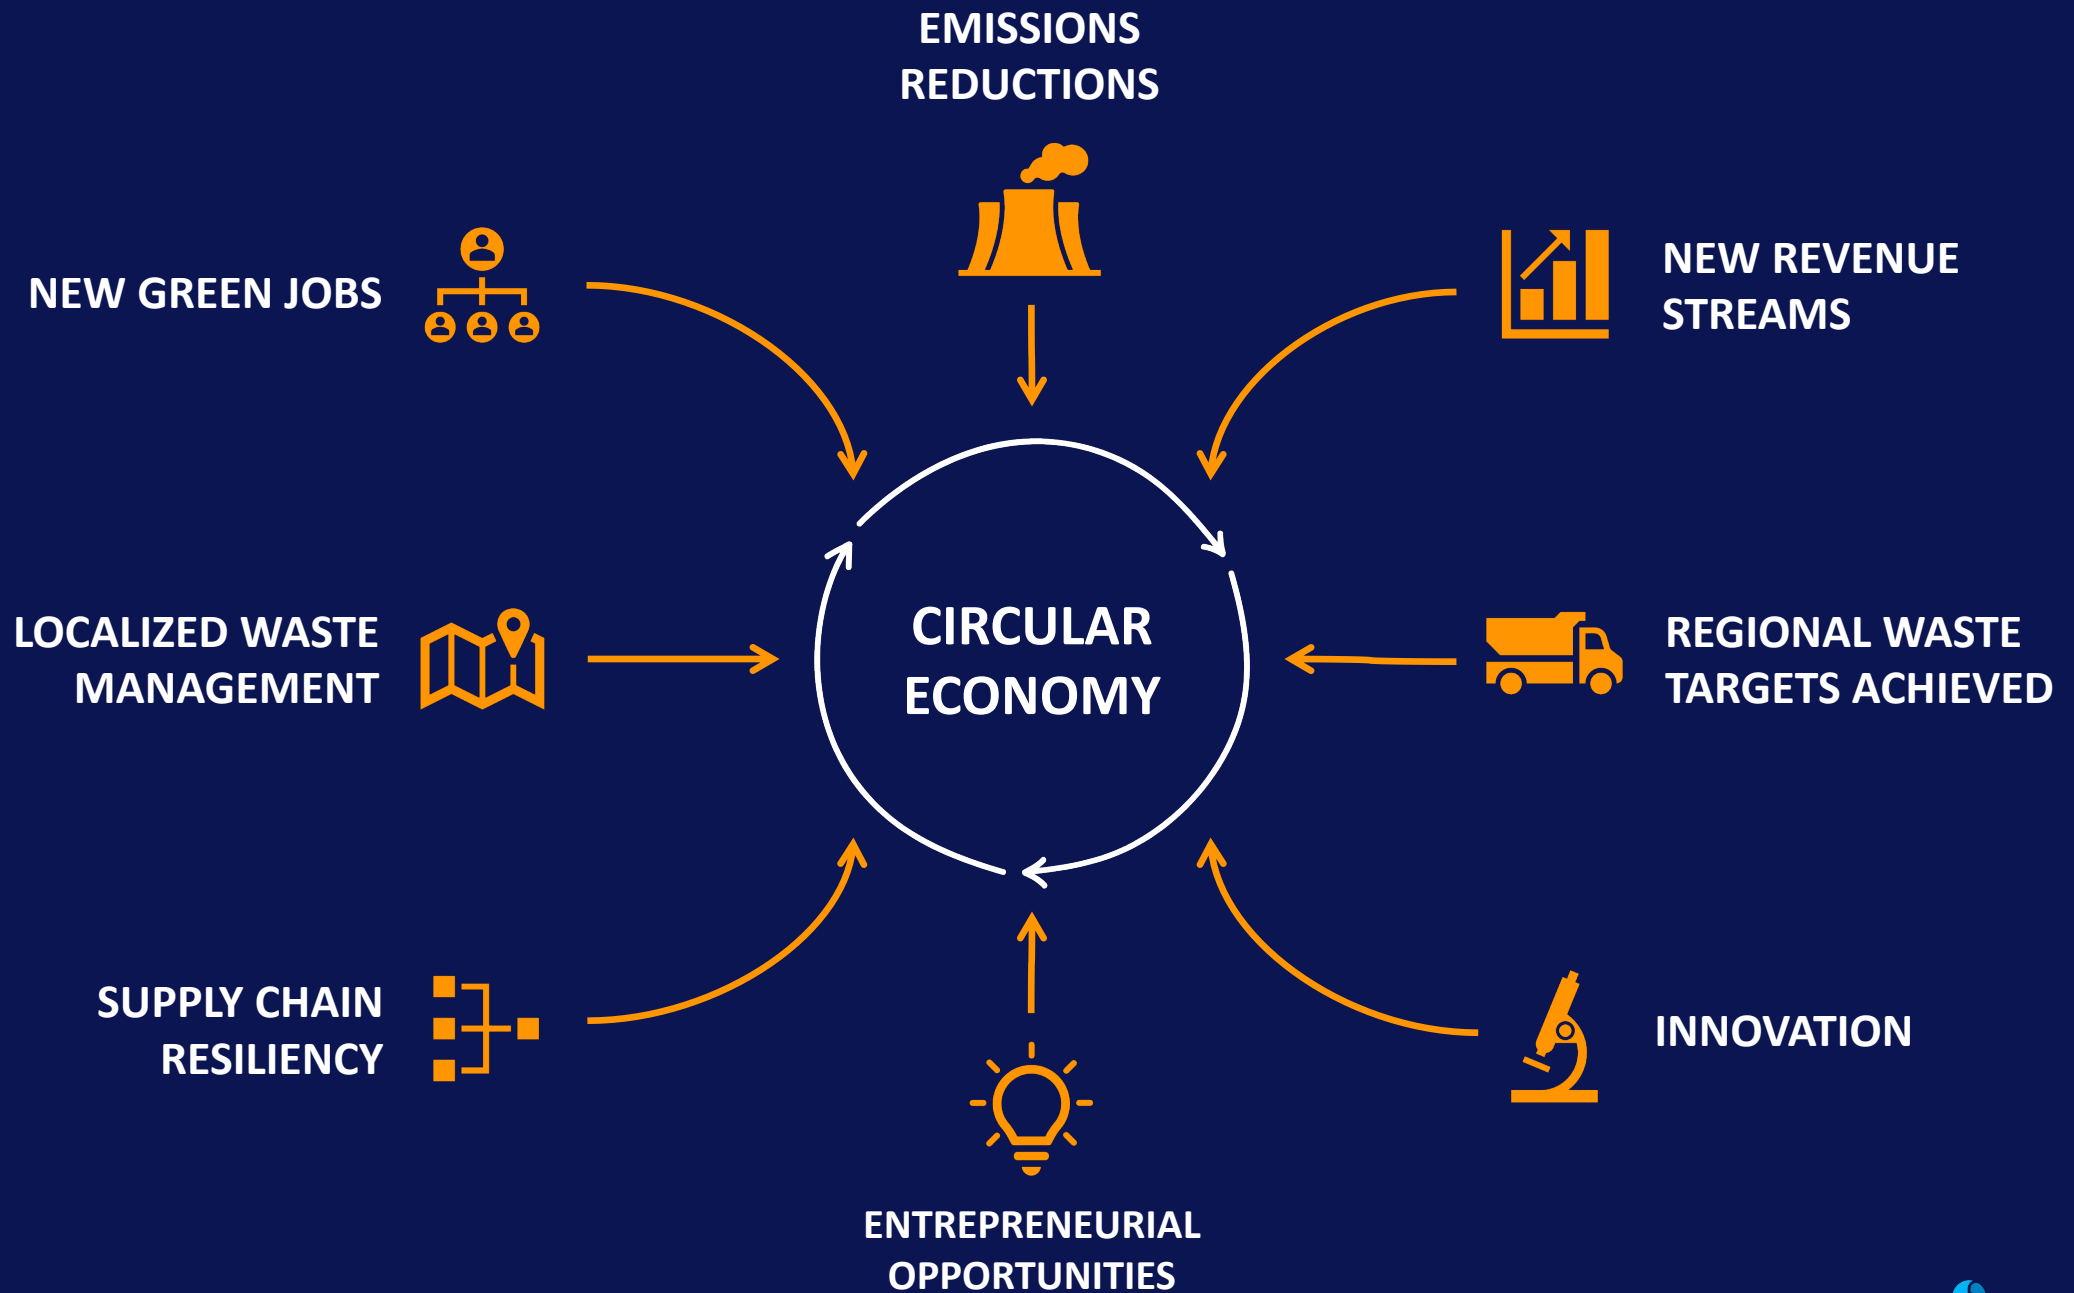 EMISSIONS
REDUCTIONS
NEW GREEN JOBS
NEW REVENUE
STREAMS
LOCALIZED WASTE
MANAGEMENT
CIRCULAR
ECONOMY
REGIONAL WASTE
TARGETS ACHIEVED
SUPPLY CHAIN
RESILIENCY
INNOVATION
ENTREPRENEURIAL
OPPORTUNITIES